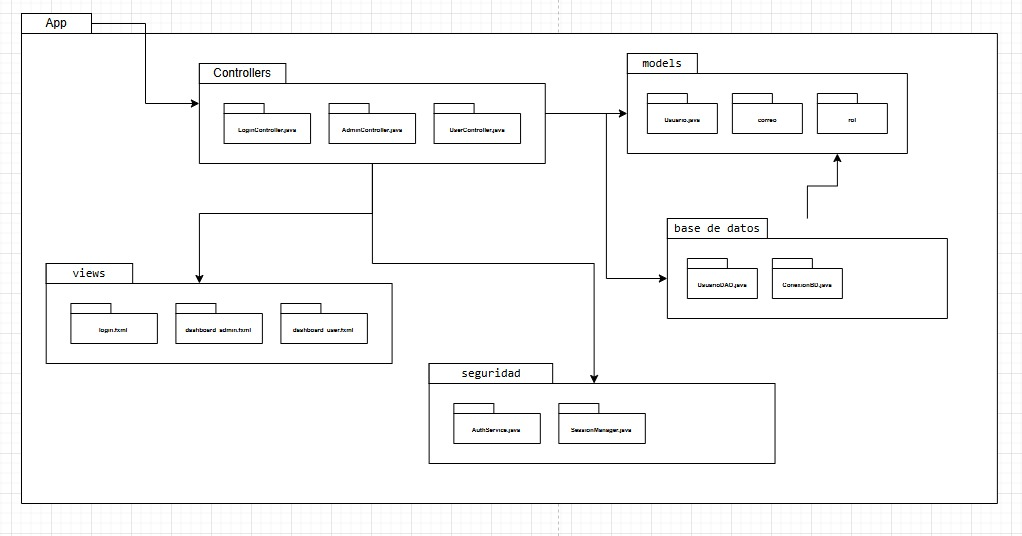 App
Controllers
LoginController.java
AdminController.java
UserController.java
models
Usuario.java
correo
rol
base de datos
UsuarioDAO.java
ConexionBD.java
views
login.fxml
dashboard_admin.fxml
dashboard_user.fxml
seguridad
AuthService.java
SessionManager.java